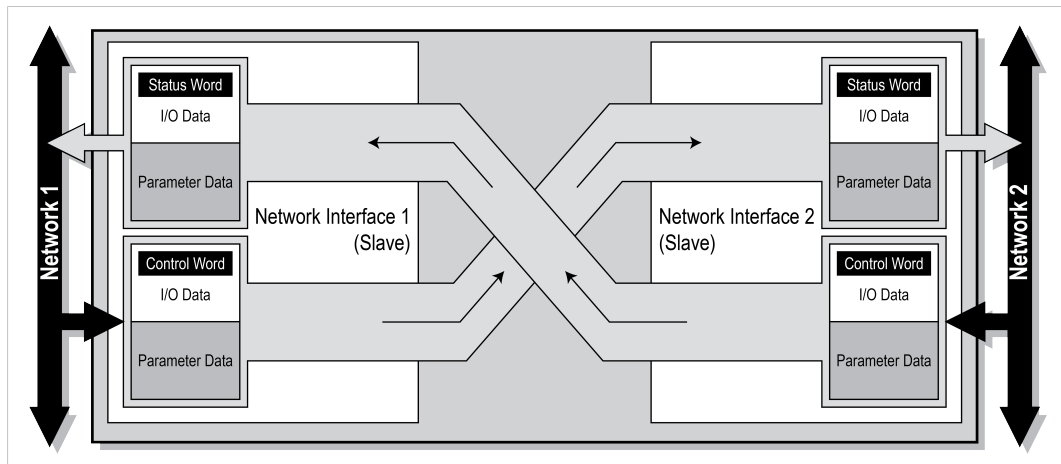 Network 1
Status Word
I/O Data
Parameter Data
Control Word
I/O Data
Parameter Data
Network Interface 1
(Slave)
Network Interface 2
(Slave)
Status Word
I/O Data
Parameter Data
Control Word
I/O Data
Parameter Data
Network 2